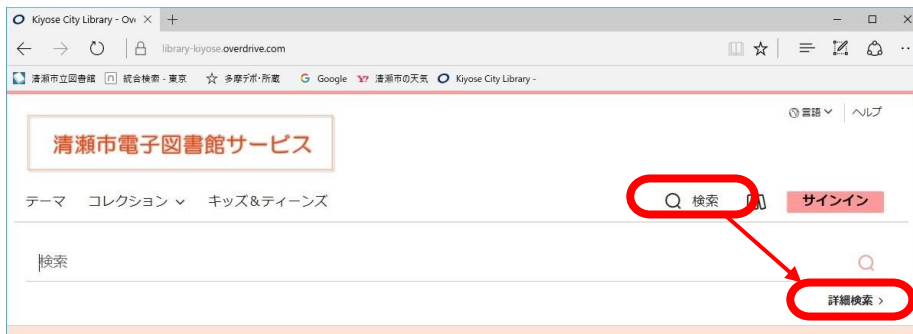 Kiyose City Library - Ove
library-kiyose.overdrive.com
清瀬市立図書館 統合検索 - 東京 多摩デポ・所蔵 Google 清瀬市の天気 Kiyose City Library -
言語 ヘルプ
清瀬市電子図書館サービス
テーマ コレクション キッズ&ティーンズ 検索 サインイン
検索
詳細検索